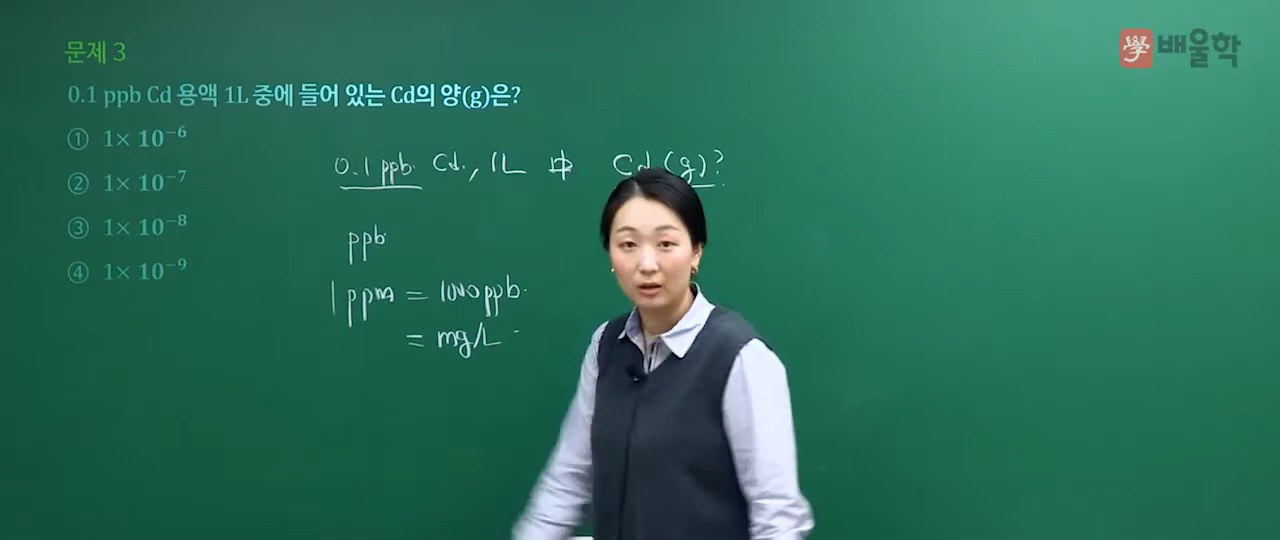 문제 3
學 배울학
0.1 ppb Cd 용액 1L 중에 들어 있는 Cd의 양(g)은?
① 1× 10⁻⁶
② 1× 10⁻⁷
③ 1× 10⁻⁸
④ 1× 10⁻⁹
0.1 ppb Cd, 1L 中 Cd (g)?
ppb
1 ppm = 1000 ppb
= mg/L